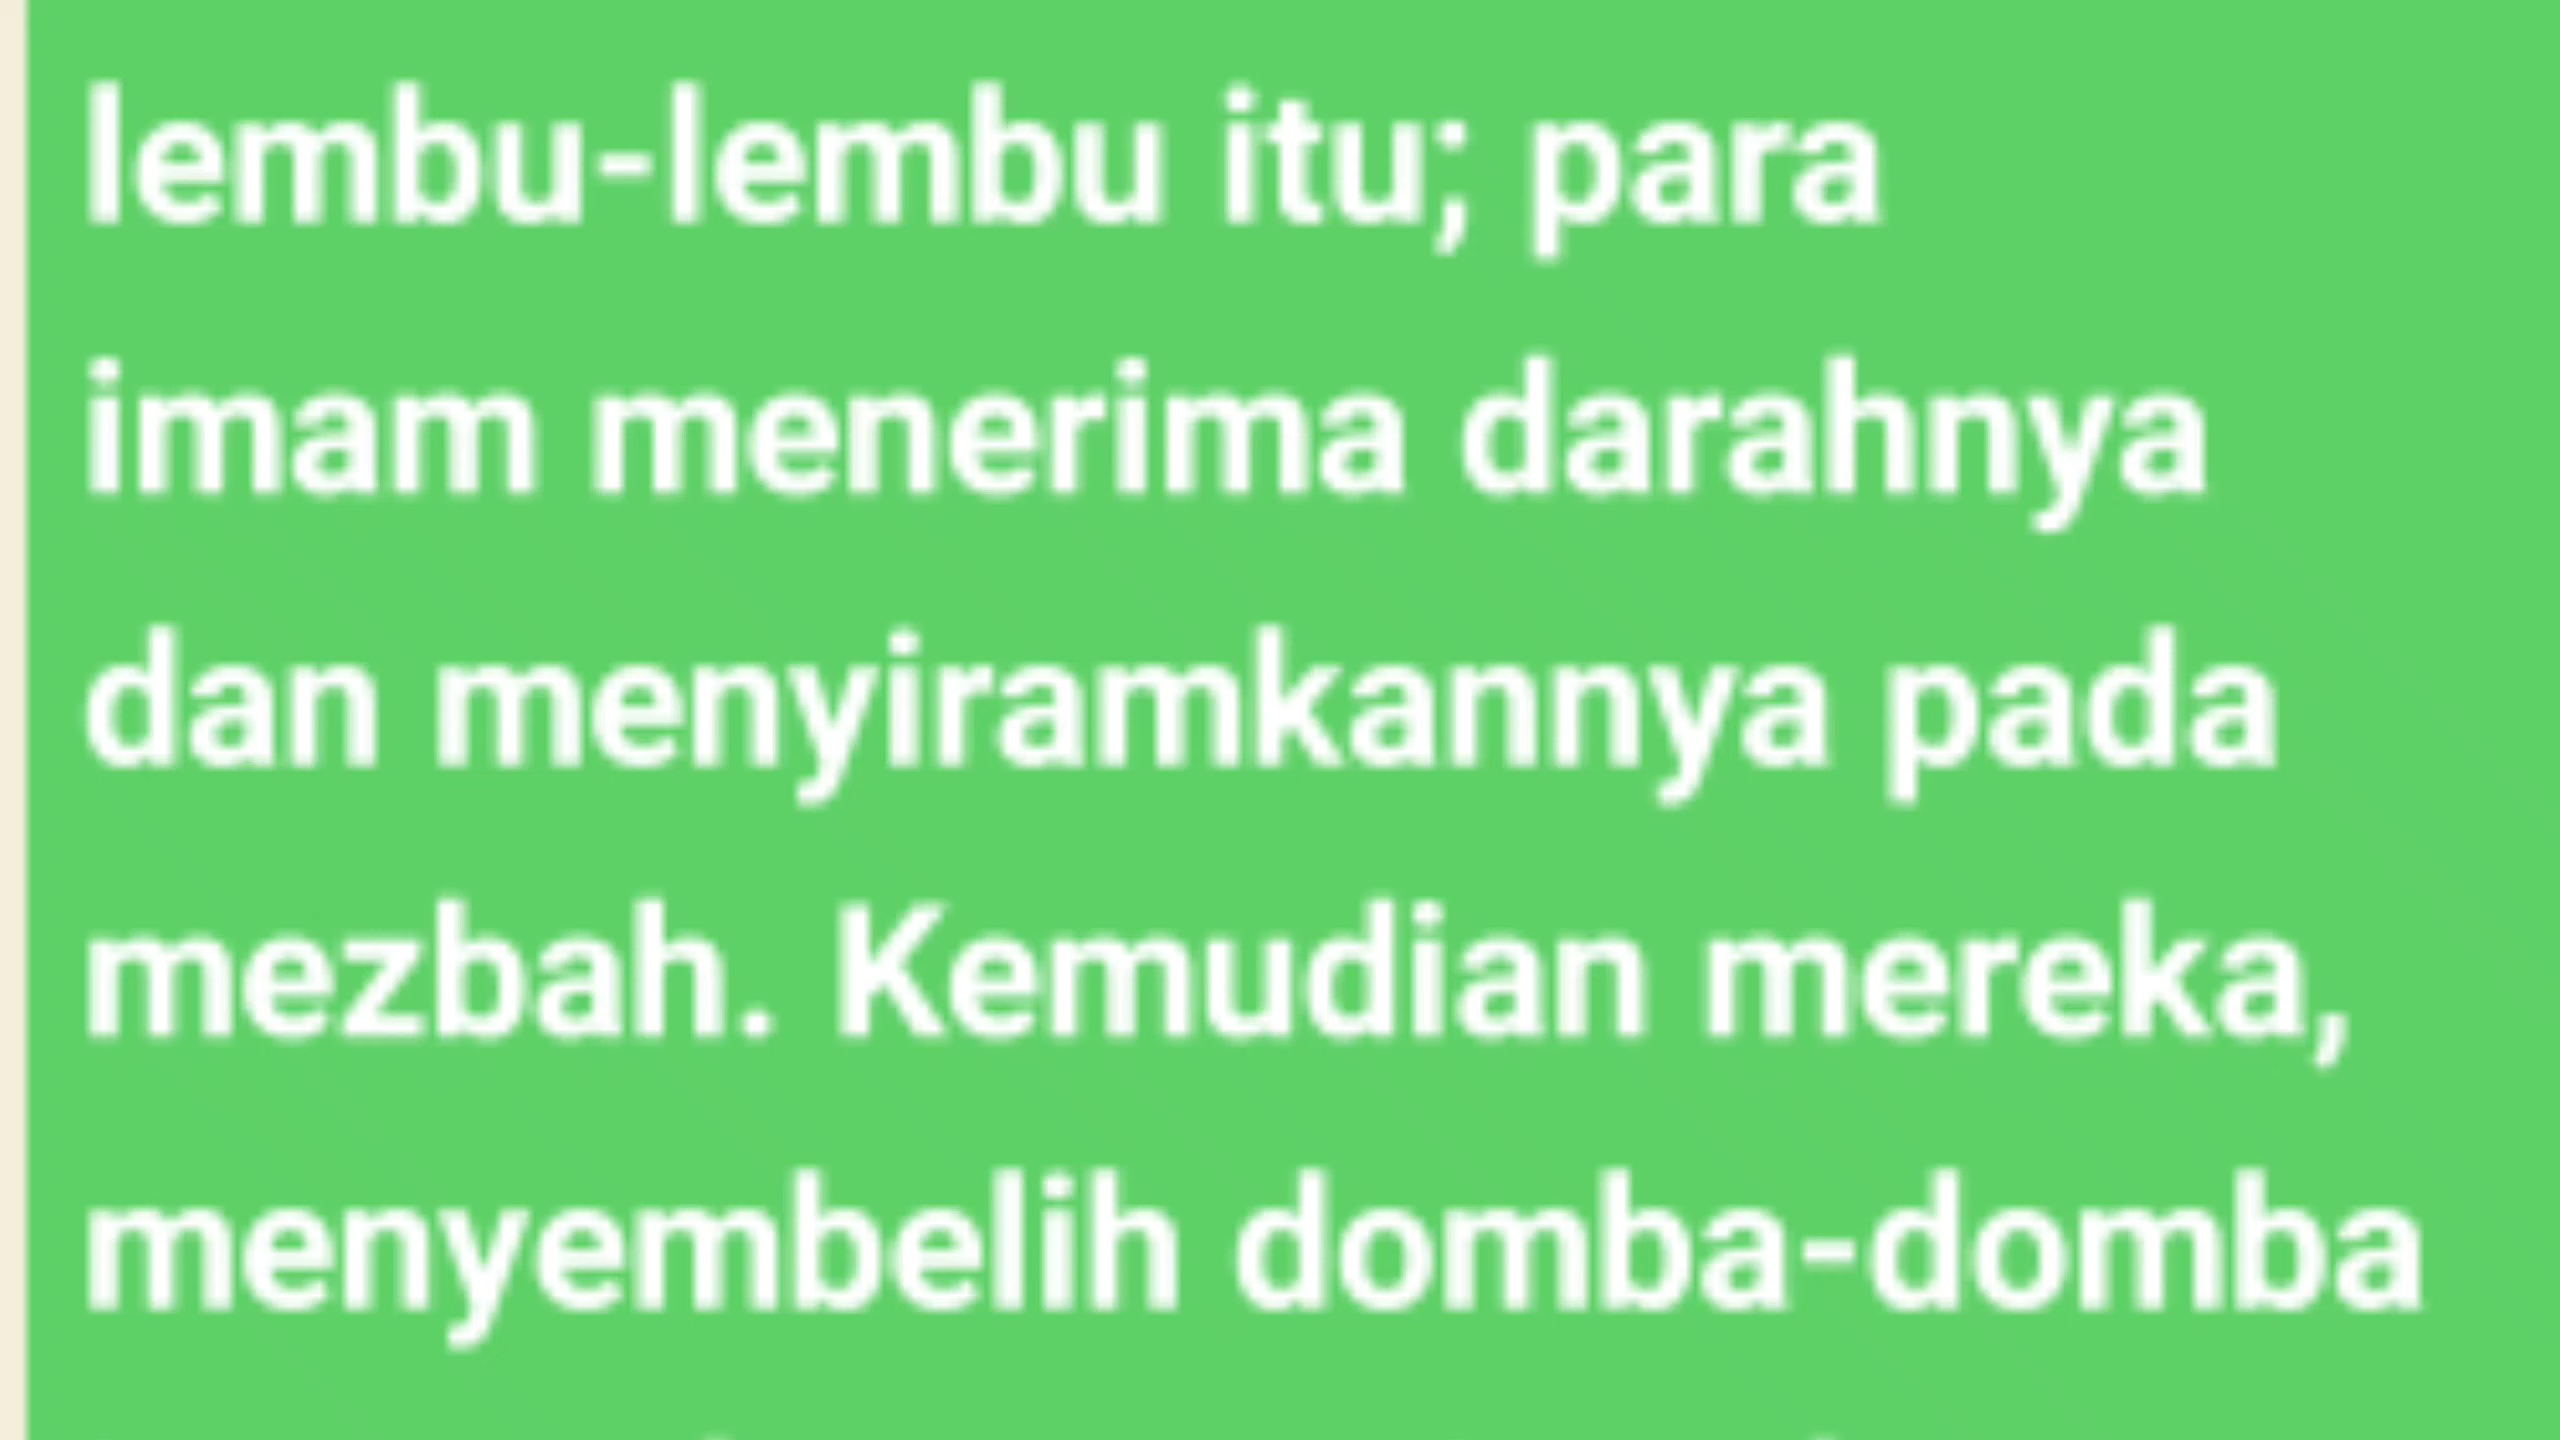 lembu-lembu itu; para
imam menerima darahnya
dan menyiramkannya pada
mezbah. Kemudian mereka,
menyembelih domba-domba